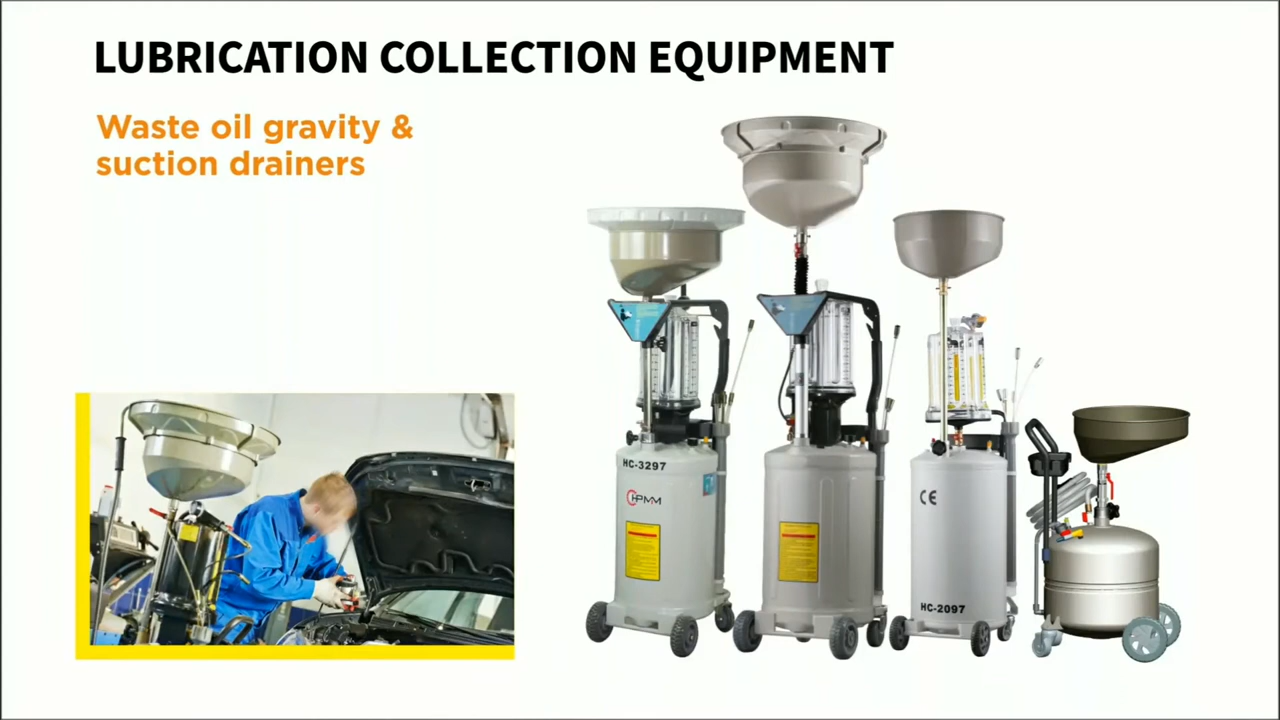 LUBRICATION COLLECTION EQUIPMENT
Waste oil gravity &
suction drainers
HC-3297
HPMM
CE
HC-2097